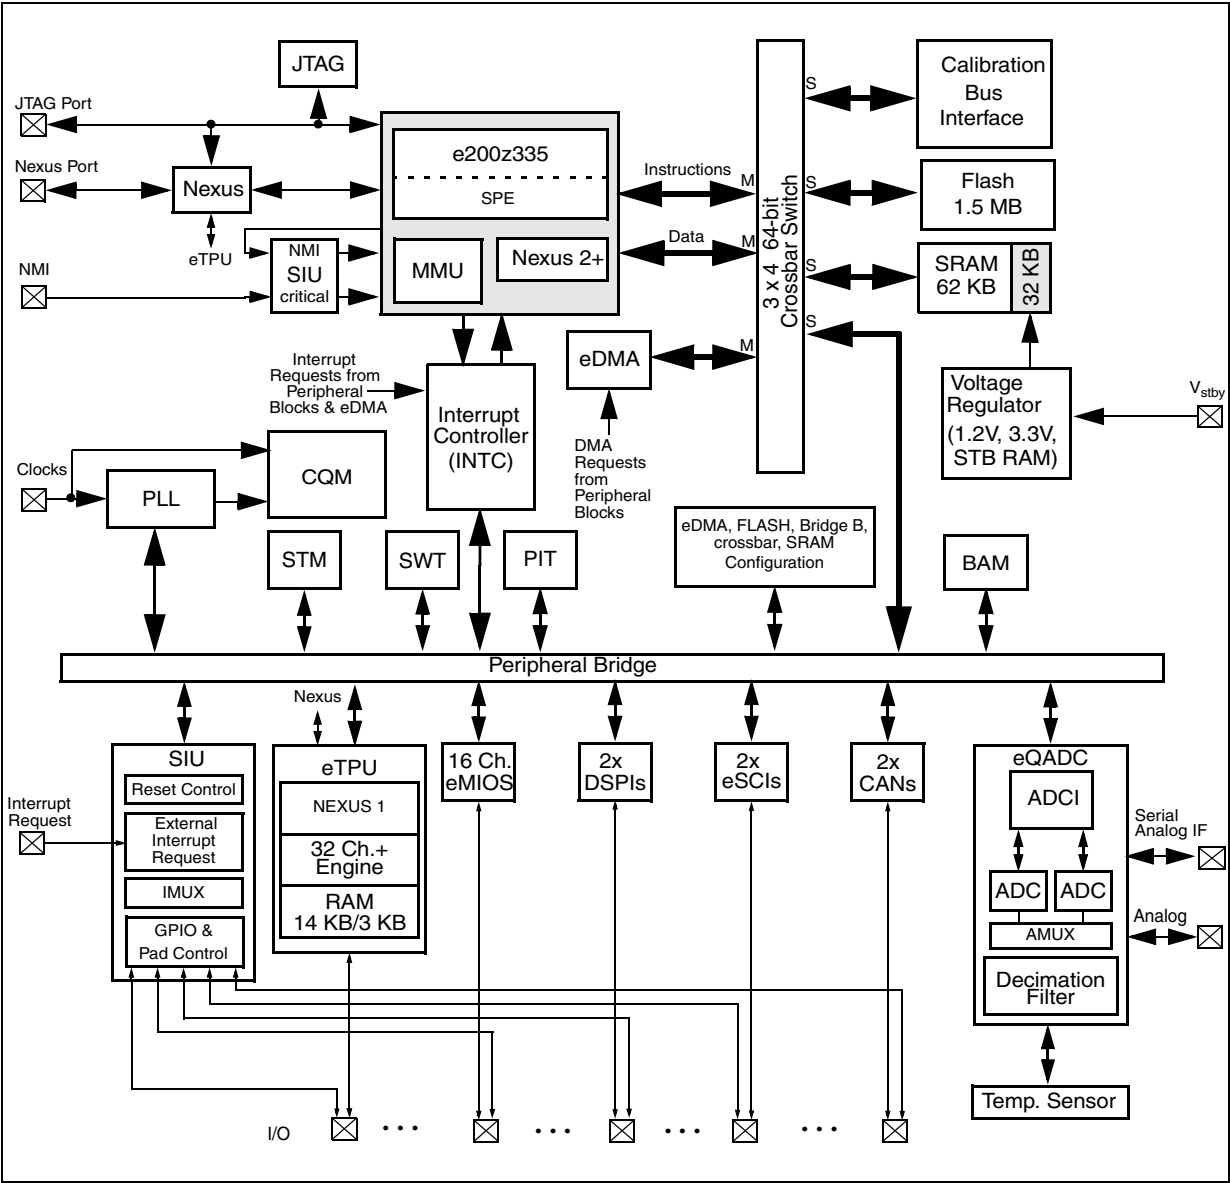 JTAG
JTAG Port
Nexus Port
Nexus
eTPU
NMI
NMI
SIU
critical
e200z335
SPE
MMU
Nexus 2+
Instructions
M
Data
M
M
3 x 4 64-bit
Crossbar Switch
S
S
S
S
Calibration
Bus
Interface
Flash
1.5 MB
SRAM
62 KB
32 KB
Voltage
Regulator
(1.2V, 3.3V,
STB RAM)
Vstby
eDMA
DMA
Requests
from
Peripheral
Blocks
Interrupt
Requests from
Peripheral
Blocks & eDMA
Interrupt
Controller
(INTC)
Clocks
PLL
CQM
STM
SWT
PIT
eDMA, FLASH, Bridge B,
crossbar, SRAM
Configuration
BAM
Peripheral Bridge
Interrupt
Request
SIU
Reset Control
External
Interrupt
Request
IMUX
GPIO &
Pad Control
Nexus
eTPU
NEXUS 1
32 Ch.+
Engine
RAM
14 KB/3 KB
16 Ch.
eMIOS
2x
DSPIs
2x
eSCIs
2x
CANs
eQADC
ADCI
ADC
ADC
AMUX
Decimation
Filter
Serial
Analog IF
Analog
Temp. Sensor
I/O
...
...
...
...